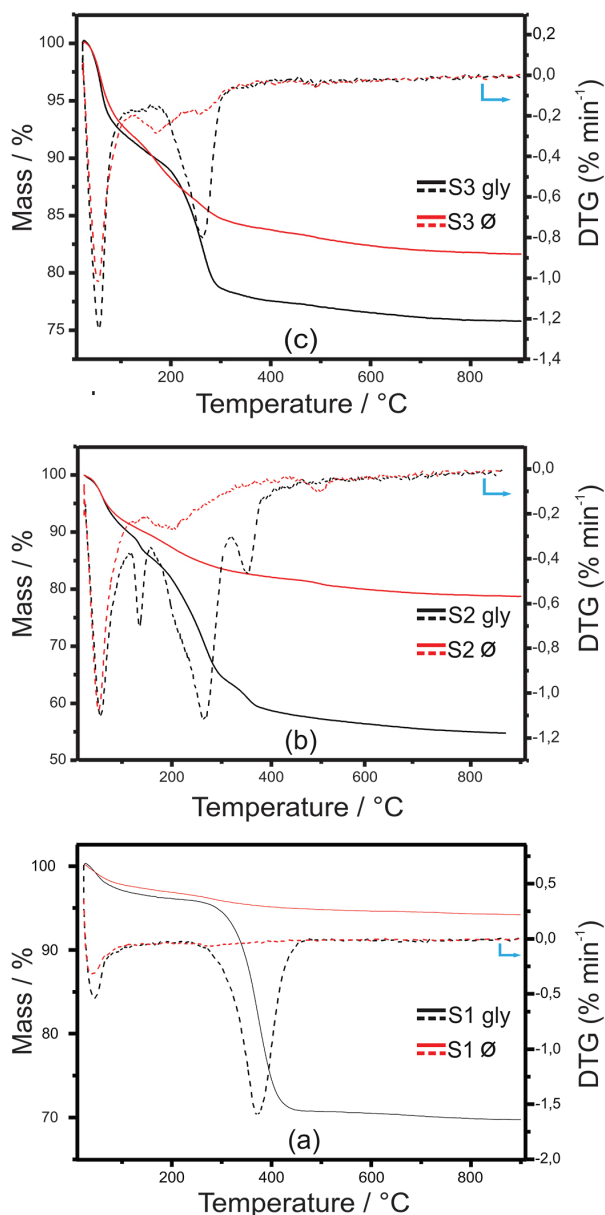 100
95
90
85
80
75
Mass / %
0,2
0,0
-0,2
-0,4
-0,6
-0,8
-1,0
-1,2
-1,4
DTG (% min⁻¹)
S3 gly
S3 Ø
(c)
200
400
600
800
Temperature / °C
100
90
80
70
60
50
Mass / %
0,0
-0,2
-0,4
-0,6
-0,8
-1,0
-1,2
DTG (% min⁻¹)
S2 gly
S2 Ø
(b)
200
400
600
800
Temperature / °C
100
90
80
70
Mass / %
0,5
0,0
-0,5
-1,0
-1,5
-2,0
DTG (% min⁻¹)
S1 gly
S1 Ø
(a)
200
400
600
800
Temperature / °C